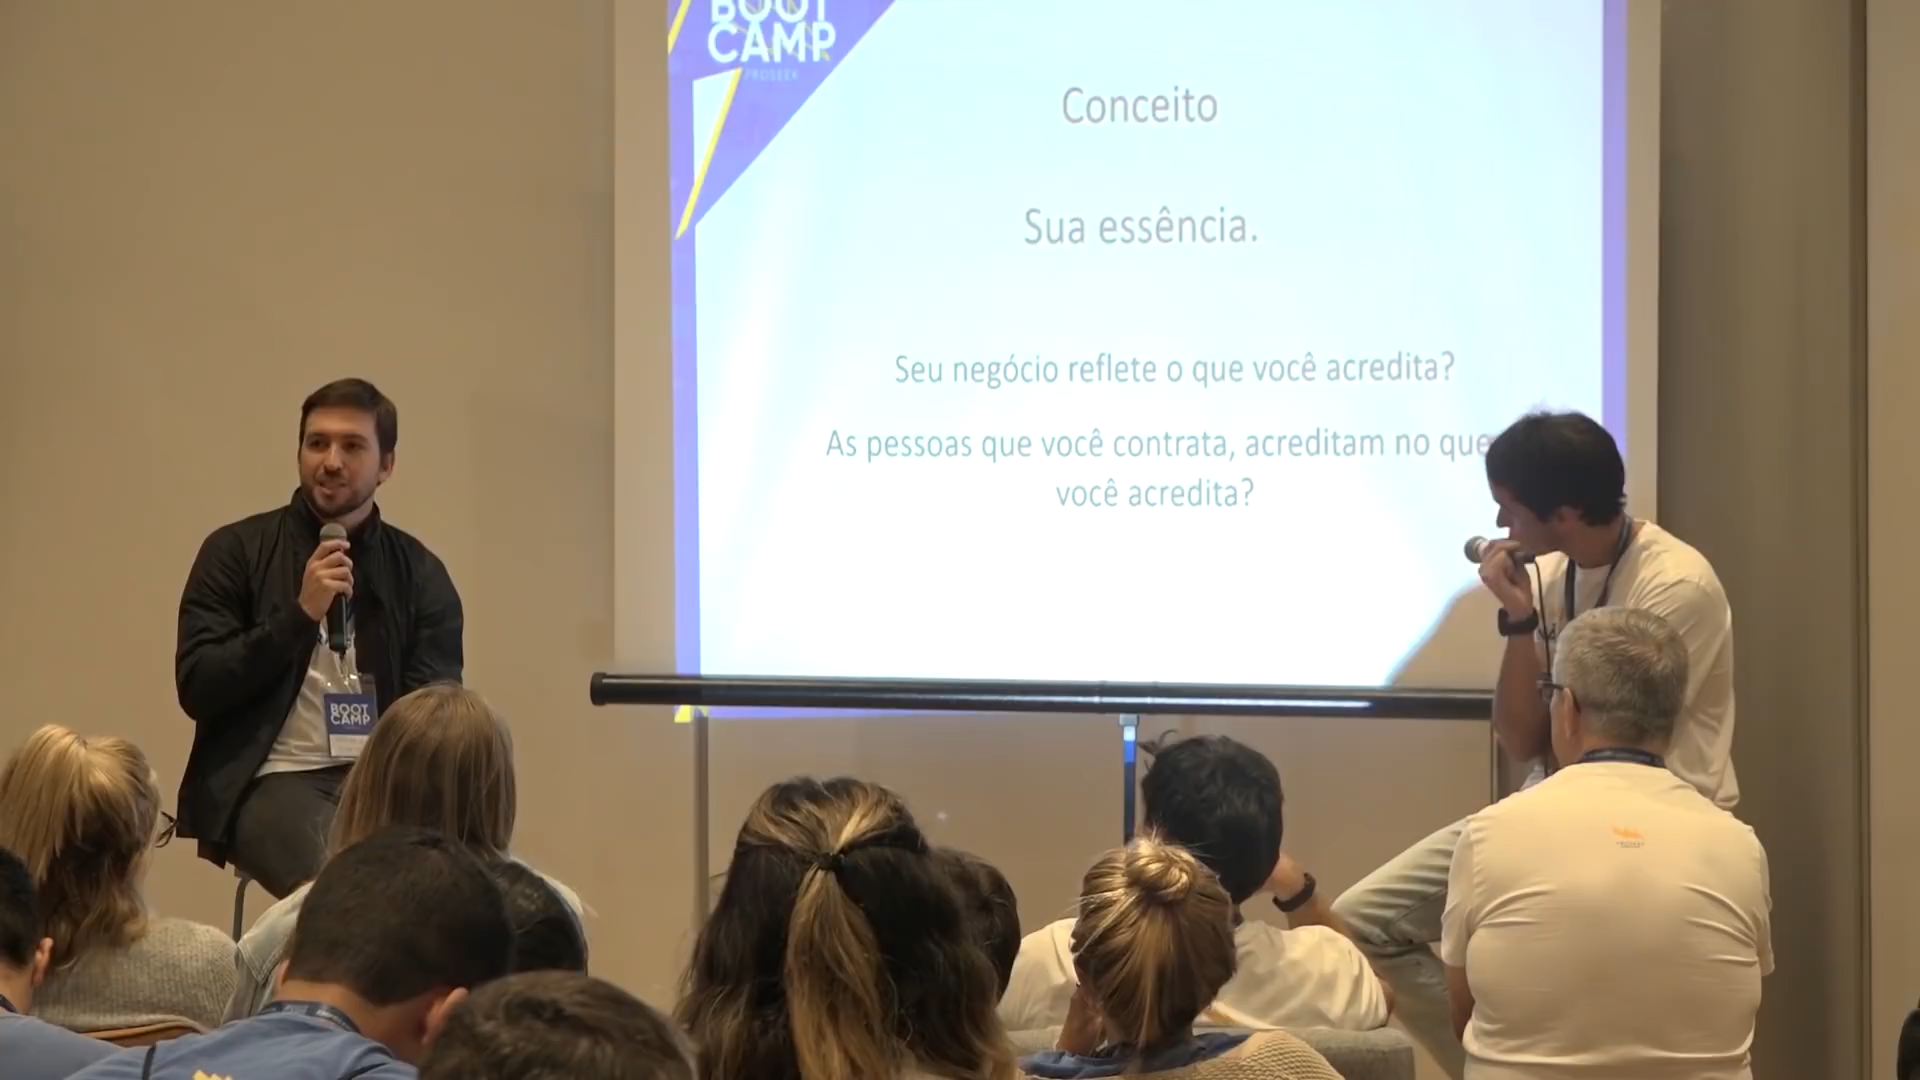 BOOT
CAMP
PROSEEK
Conceito
Sua essência.
Seu negócio reflete o que você acredita?
As pessoas que você contrata, acreditam no que
você acredita?
BOOT
CAMP